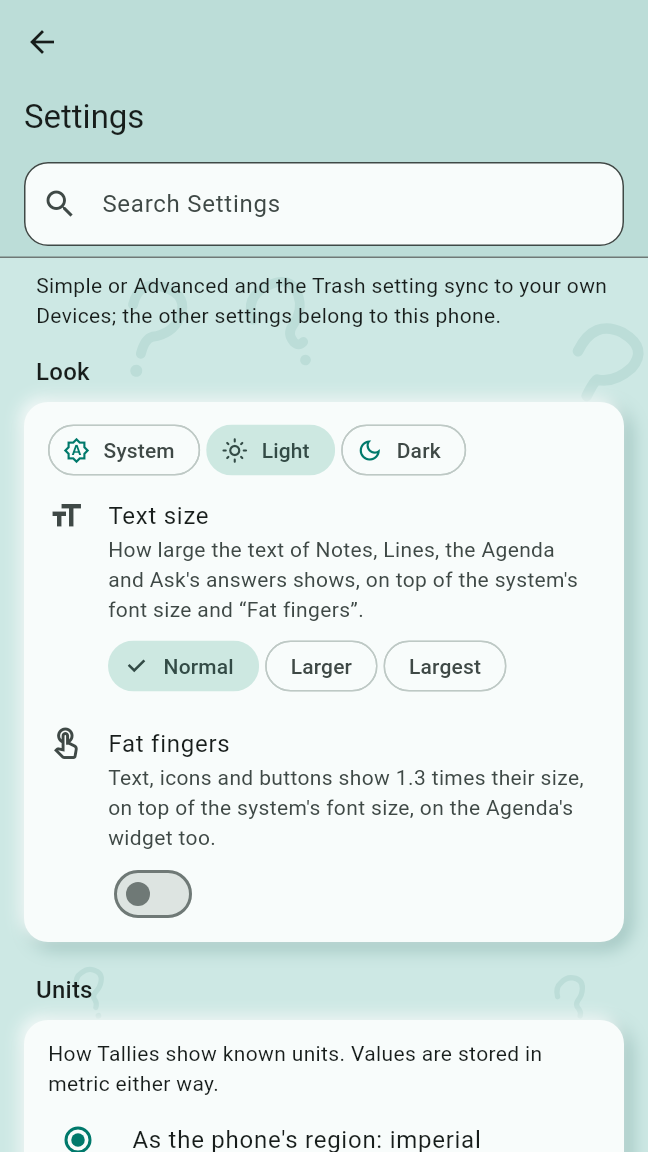 Settings
Search Settings
Simple or Advanced and the Trash setting sync to your own
Devices; the other settings belong to this phone.
Look
System
Light
Dark
Text size
How large the text of Notes, Lines, the Agenda
and Ask's answers shows, on top of the system's
font size and “Fat fingers”.
Normal
Larger
Largest
Fat fingers
Text, icons and buttons show 1.3 times their size,
on top of the system's font size, on the Agenda's
widget too.
Units
How Tallies show known units. Values are stored in
metric either way.
As the phone's region: imperial